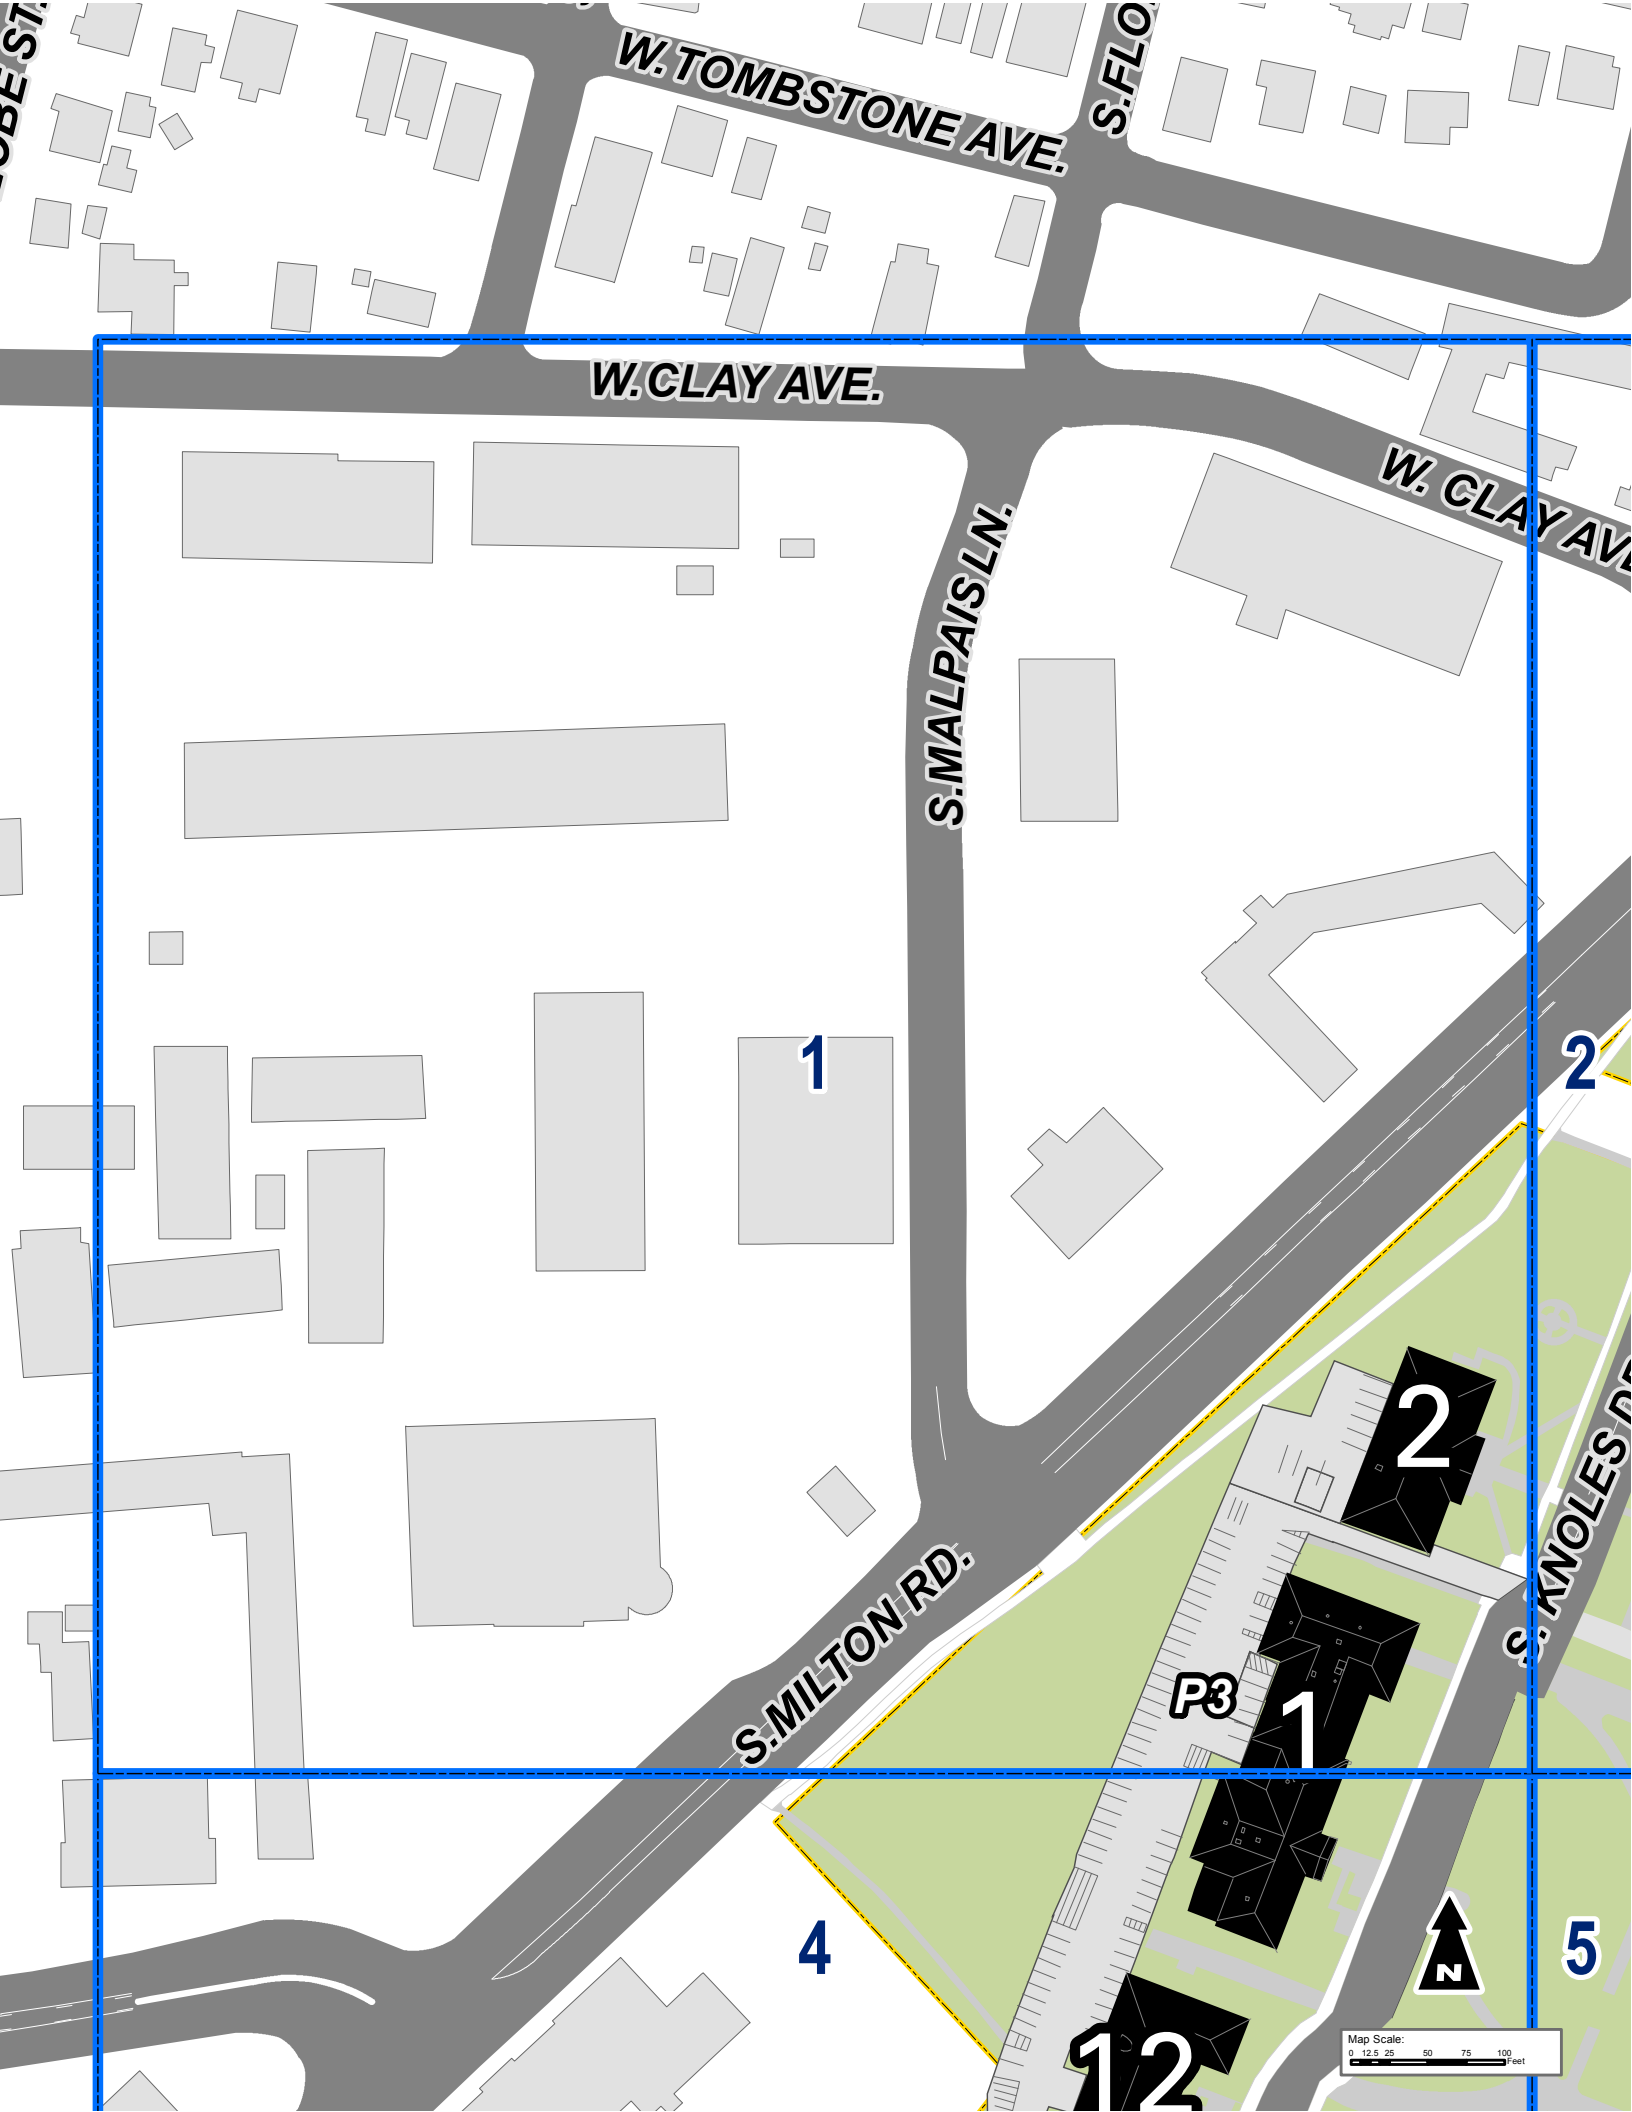 W. TOMBSTONE AVE.
W. CLAY AVE.
W. CLAY AVE
S. MALPAIS LN.
1
2
2
S. KNOLES DR
S. MILTON RD.
P3
1
4
5
N
12
Map Scale:
0 12.5 25 50 75 100
Feet